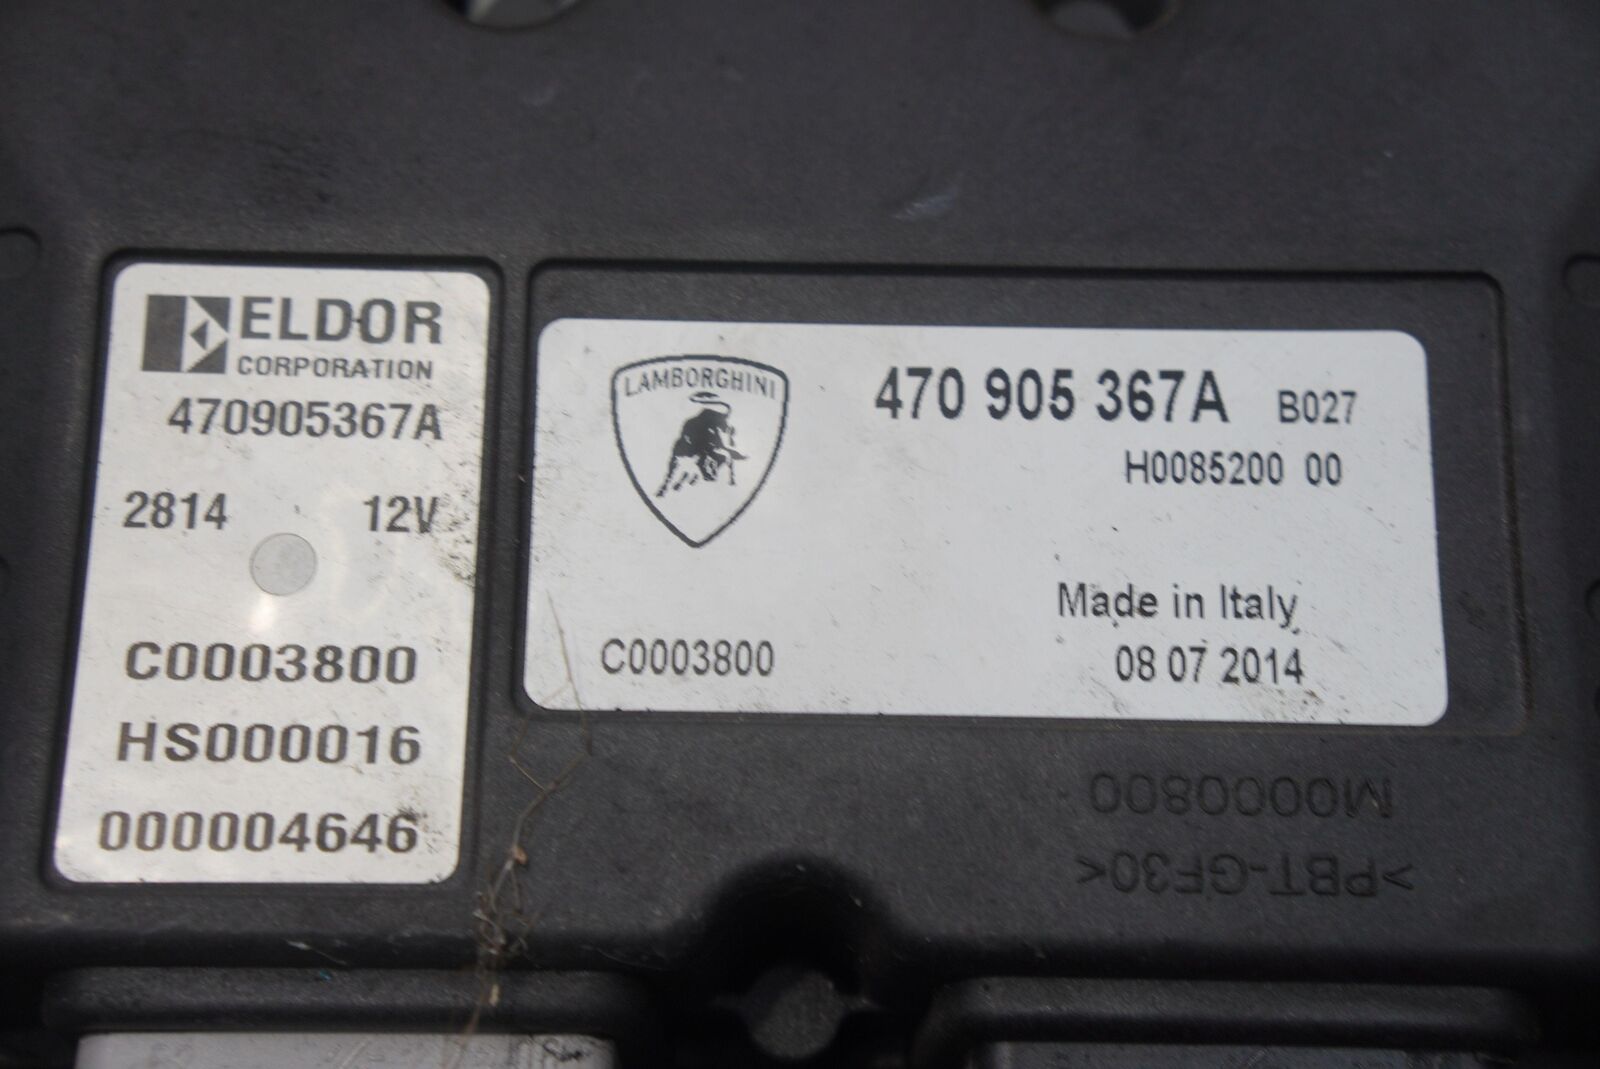 ELDOR
CORPORATION
470905367A
2814 12V
C0003800
HS000016
000004646
LAMBORGHINI
470 905 367A B027
H0085200 00
Made in Italy
C0003800 08 07 2014
M0000800
>PBT-GF30<